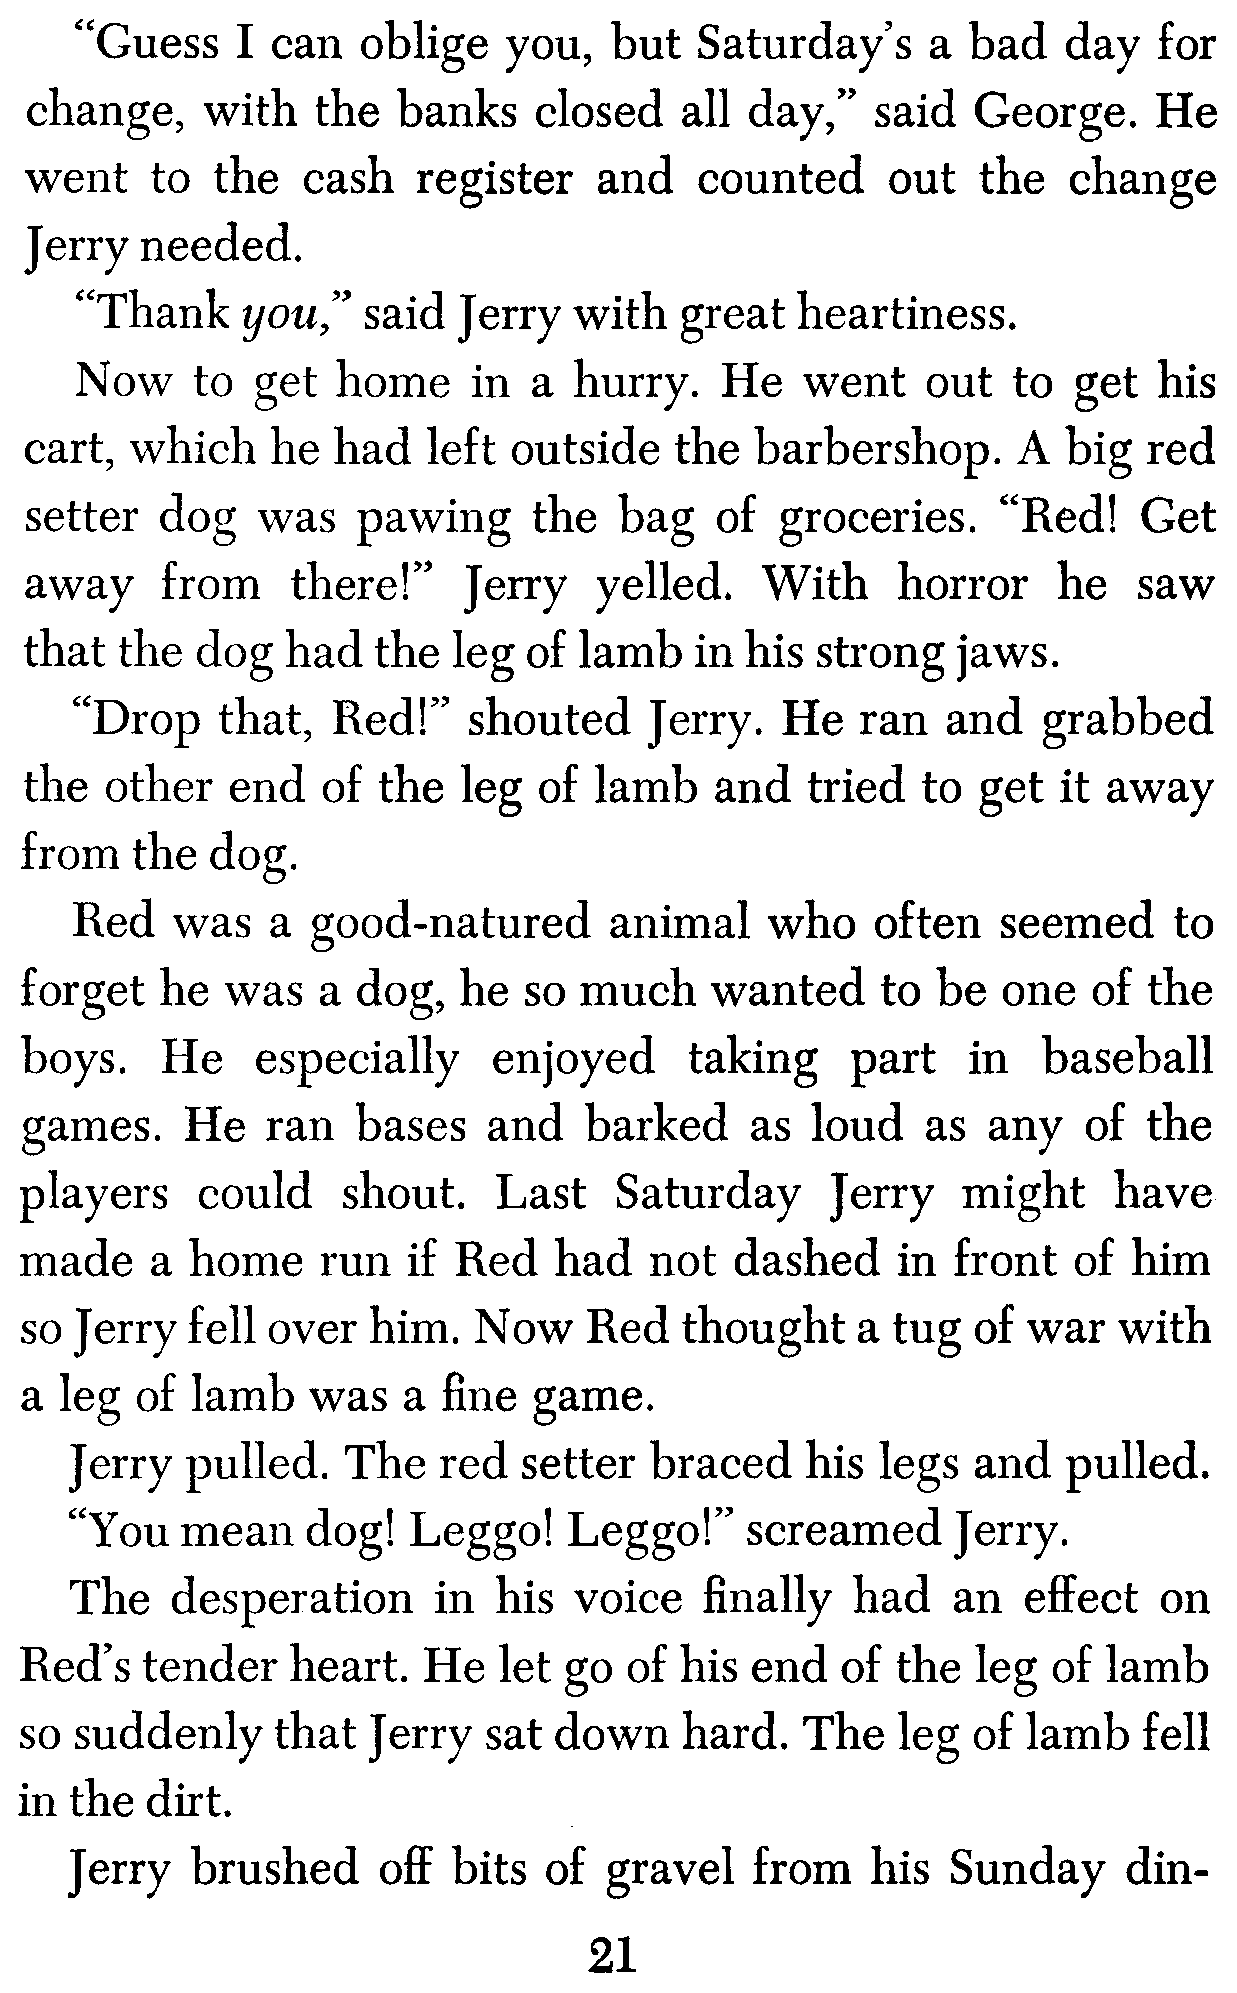 “Guess I can oblige you, but Saturday’s a bad day for
change, with the banks closed all day,” said George. He
went to the cash register and counted out the change
Jerry needed.
“Thank you,” said Jerry with great heartiness.
Now to get home in a hurry. He went out to get his
cart, which he had left outside the barbershop. A big red
setter dog was pawing the bag of groceries. “Red! Get
away from there!” Jerry yelled. With horror he saw
that the dog had the leg of lamb in his strong jaws.
“Drop that, Red!” shouted Jerry. He ran and grabbed
the other end of the leg of lamb and tried to get it away
from the dog.
Red was a good-natured animal who often seemed to
forget he was a dog, he so much wanted to be one of the
boys. He especially enjoyed taking part in baseball
games. He ran bases and barked as loud as any of the
players could shout. Last Saturday Jerry might have
made a home run if Red had not dashed in front of him
so Jerry fell over him. Now Red thought a tug of war with
a leg of lamb was a fine game.
Jerry pulled. The red setter braced his legs and pulled.
“You mean dog! Leggo! Leggo!” screamed Jerry.
The desperation in his voice finally had an effect on
Red’s tender heart. He let go of his end of the leg of lamb
so suddenly that Jerry sat down hard. The leg of lamb fell
in the dirt.
Jerry brushed off bits of gravel from his Sunday din-
21